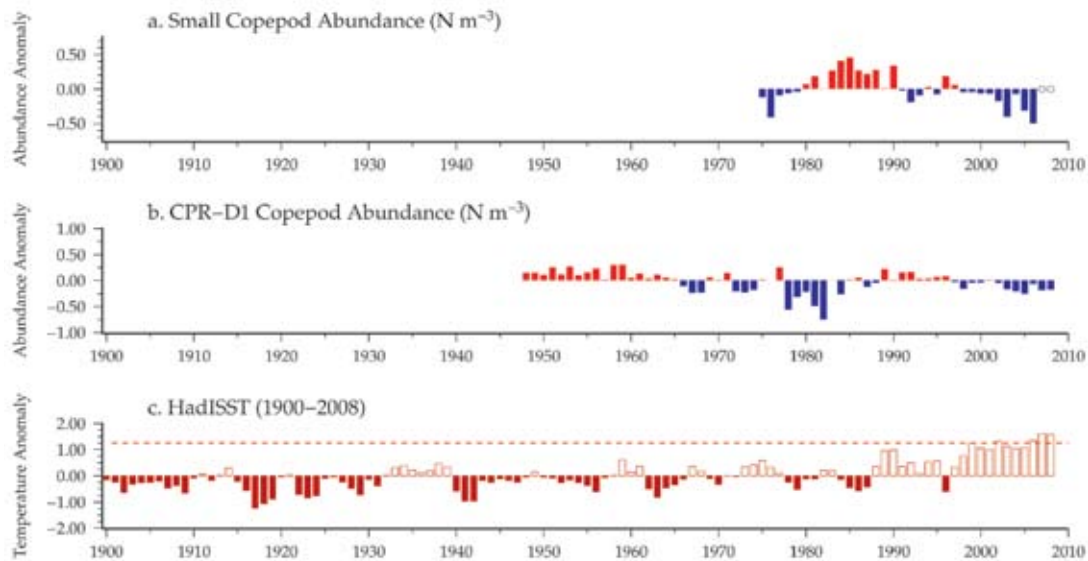 a. Small Copepod Abundance (N m⁻³)
Abundance Anomaly
0.50
0.00
−0.50
1900 1910 1920 1930 1940 1950 1960 1970 1980 1990 2000 2010
b. CPR−D1 Copepod Abundance (N m⁻³)
Abundance Anomaly
1.00
0.50
0.00
−0.50
−1.00
1900 1910 1920 1930 1940 1950 1960 1970 1980 1990 2000 2010
c. HadISST (1900−2008)
Temperature Anomaly
2.00
1.00
0.00
−1.00
−2.00
1900 1910 1920 1930 1940 1950 1960 1970 1980 1990 2000 2010